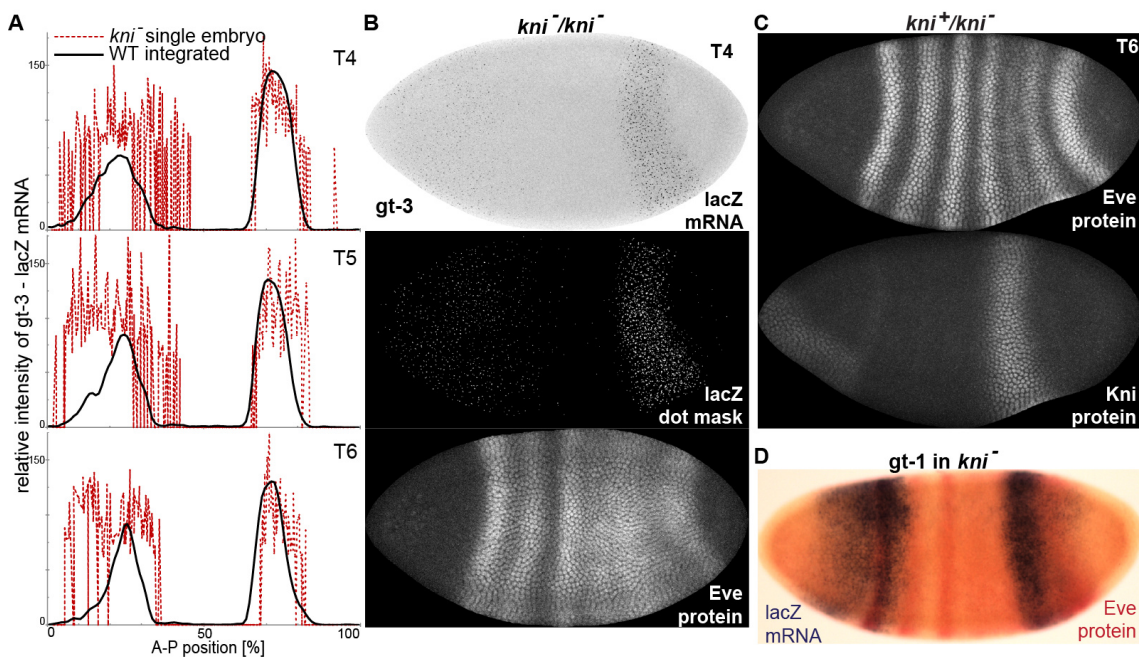 A
kni⁻ single embryo
WT integrated
T4
T5
T6
150
0
150
0
150
0
0
50
100
relative intensity of gt-3 - lacZ mRNA
A-P position [%]
B
kni⁻/kni⁻
T4
gt-3
lacZ
mRNA
lacZ
dot mask
Eve
protein
C
kni⁺/kni⁻
T6
Eve
protein
Kni
protein
D
gt-1 in kni⁻
lacZ
mRNA
Eve
protein